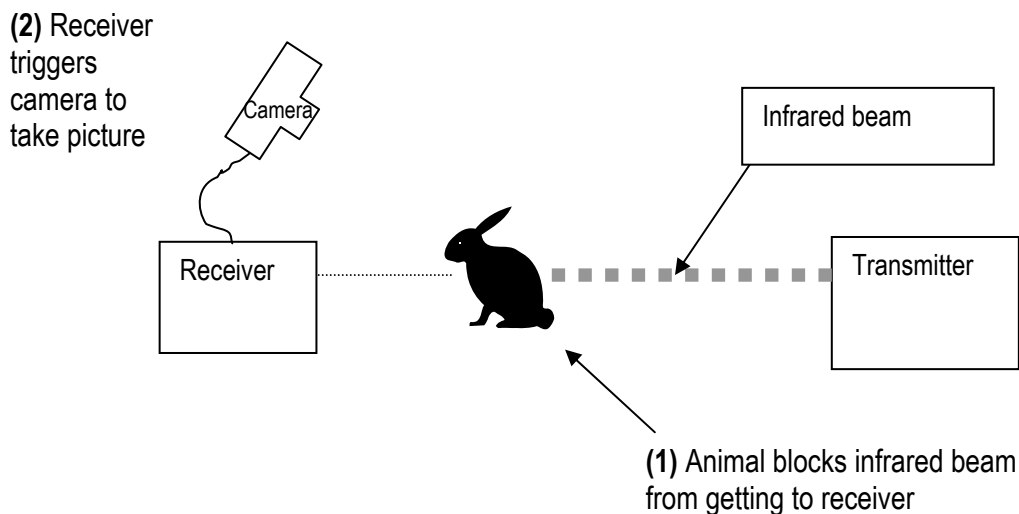 (2) Receiver
triggers
camera to
take picture
Camera
Infrared beam
Receiver
Transmitter
(1) Animal blocks infrared beam
from getting to receiver